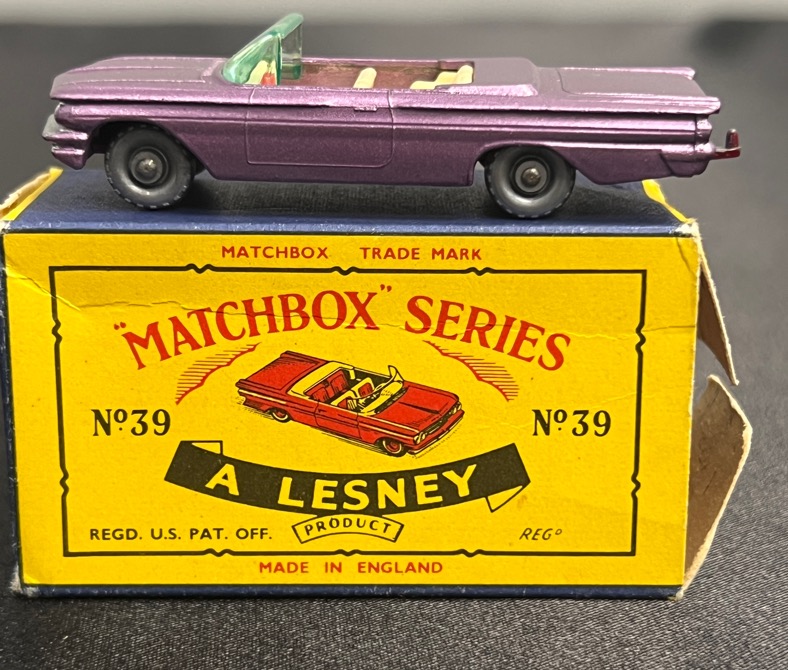 MATCHBOX TRADE MARK
"MATCHBOX" SERIES
Nº39 Nº39
A LESNEY
PRODUCT
REGD. U.S. PAT. OFF. REGᴰ
MADE IN ENGLAND